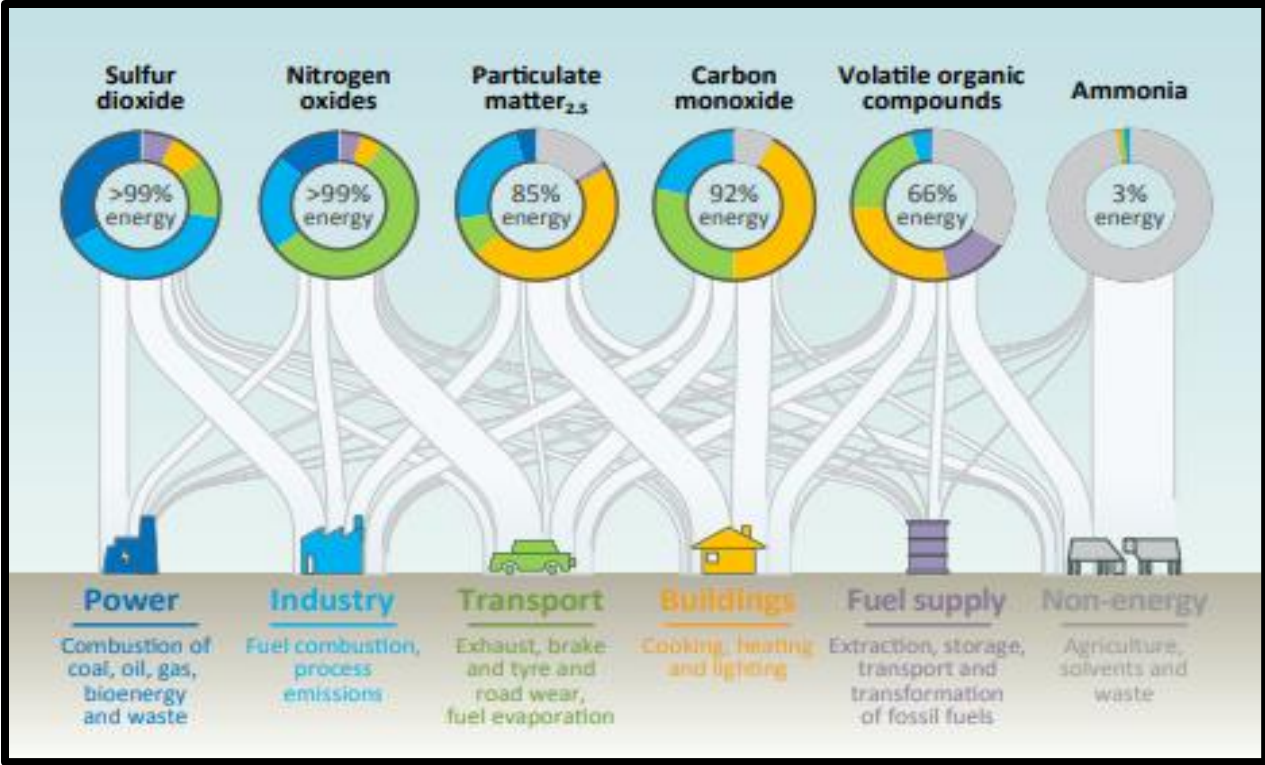 Sulfur
dioxide
Nitrogen
oxides
Particulate
matter₂.₅
Carbon
monoxide
Volatile organic
compounds
Ammonia
>99%
energy
>99%
energy
85%
energy
92%
energy
66%
energy
3%
energy
Power
Combustion of
coal, oil, gas,
bioenergy
and waste
Industry
Fuel combustion,
process
emissions
Transport
Exhaust, brake
and tyre and
road wear,
fuel evaporation
Buildings
Cooking, heating
and lighting
Fuel supply
Extraction, storage,
transport and
transformation
of fossil fuels
Non-energy
Agriculture,
solvents and
waste